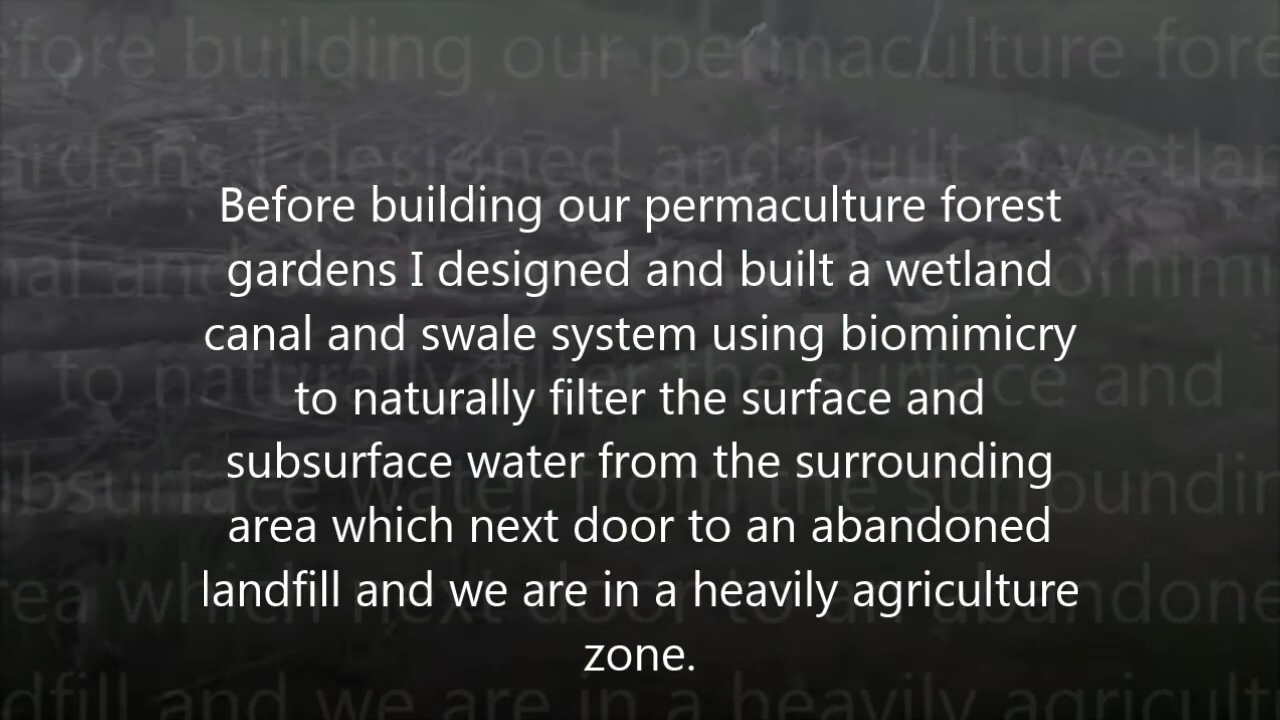 Before building our permaculture forest
gardens I designed and built a wetland
canal and swale system using biomimicry
to naturally filter the surface and
subsurface water from the surrounding
area which next door to an abandoned
landfill and we are in a heavily agriculture
zone.